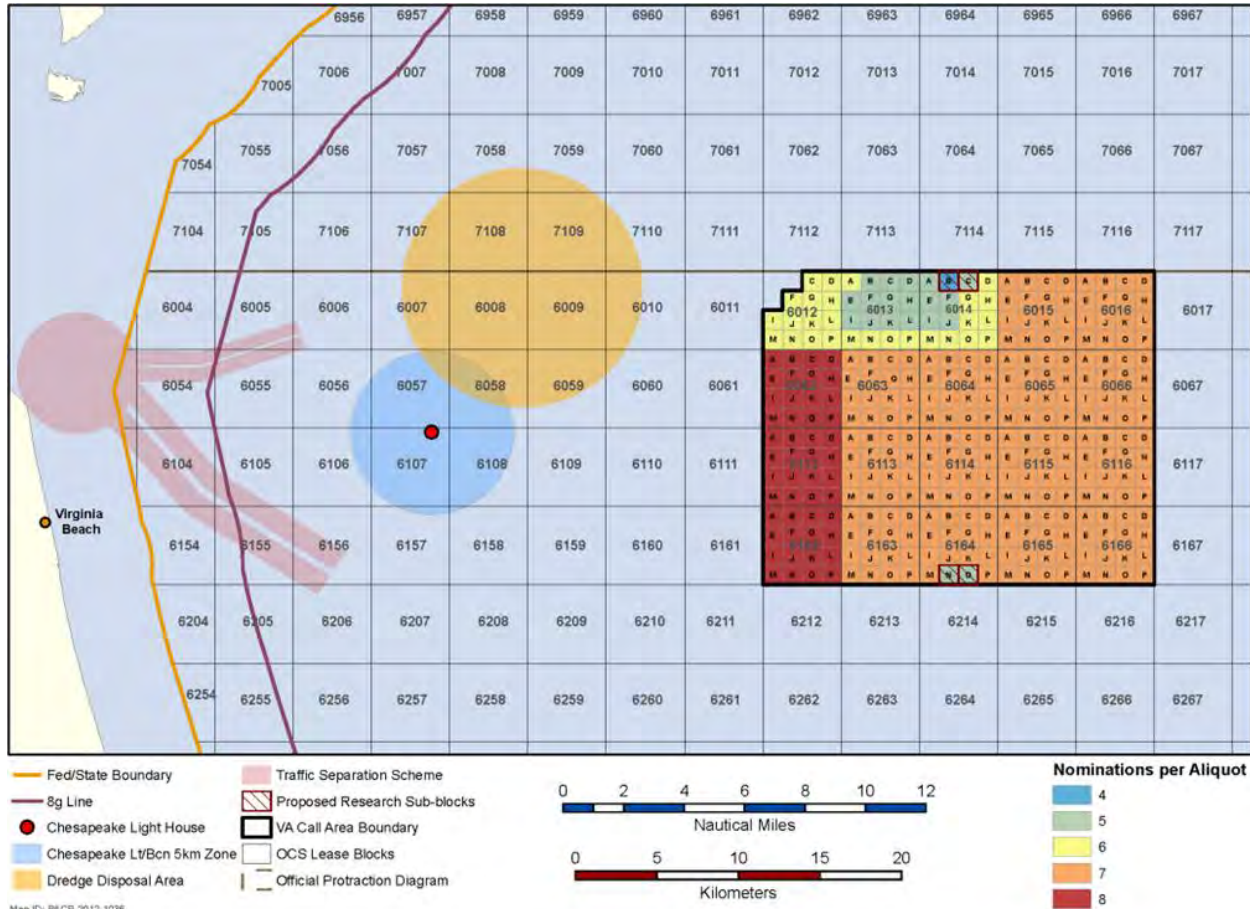 6956 6957 6958 6959 6960 6961 6962 6963 6964 6965 6966 6967
7005 7006 7007 7008 7009 7010 7011 7012 7013 7014 7015 7016 7017
7054 7055 7056 7057 7058 7059 7060 7061 7062 7063 7064 7065 7066 7067
7104 7105 7106 7107 7108 7109 7110 7111 7112 7113 7114 7115 7116 7117
C D A B C D A B C D A B C D A B C D
6004 6005 6006 6007 6008 6009 6010 6011 6012 6013 6014 6015 6016 6017
F G H E F G H E F G H E F G H E F G H
I J K L I J K L I J K L I J K L I J K L
M N O P M N O P M N O P M N O P M N O P
A B C D A B C D A B C D A B C D A B C D
6054 6055 6056 6057 6058 6059 6060 6061 6063 6064 6065 6066 6067
E F G H E F G H E F G H E F G H E F G H
I J K L I J K L I J K L I J K L I J K L
M N O P M N O P M N O P M N O P M N O P
A B C D A B C D A B C D A B C D A B C D
6104 6105 6106 6107 6108 6109 6110 6111 6113 6114 6115 6116 6117
E F G H E F G H E F G H E F G H E F G H
I J K L I J K L I J K L I J K L I J K L
M N O P M N O P M N O P M N O P M N O P
Virginia
Beach
A B C D A B C D A B C D A B C D A B C D
6154 6155 6156 6157 6158 6159 6160 6161 6163 6164 6165 6166 6167
E F G H E F G H E F G H E F G H E F G H
I J K L I J K L I J K L I J K L I J K L
M N O P M N O P M N O P M N O P M N O P
6204 6205 6206 6207 6208 6209 6210 6211 6212 6213 6214 6215 6216 6217
6254 6255 6256 6257 6258 6259 6260 6261 6262 6263 6264 6265 6266 6267
Fed/State Boundary
8g Line
Chesapeake Light House
Chesapeake Lt/Bcn 5km Zone
Dredge Disposal Area
Traffic Separation Scheme
Proposed Research Sub-blocks
VA Call Area Boundary
OCS Lease Blocks
Official Protraction Diagram
0 2 4 6 8 10 12
Nautical Miles
0 5 10 15 20
Kilometers
Nominations per Aliquot
4
5
6
7
8